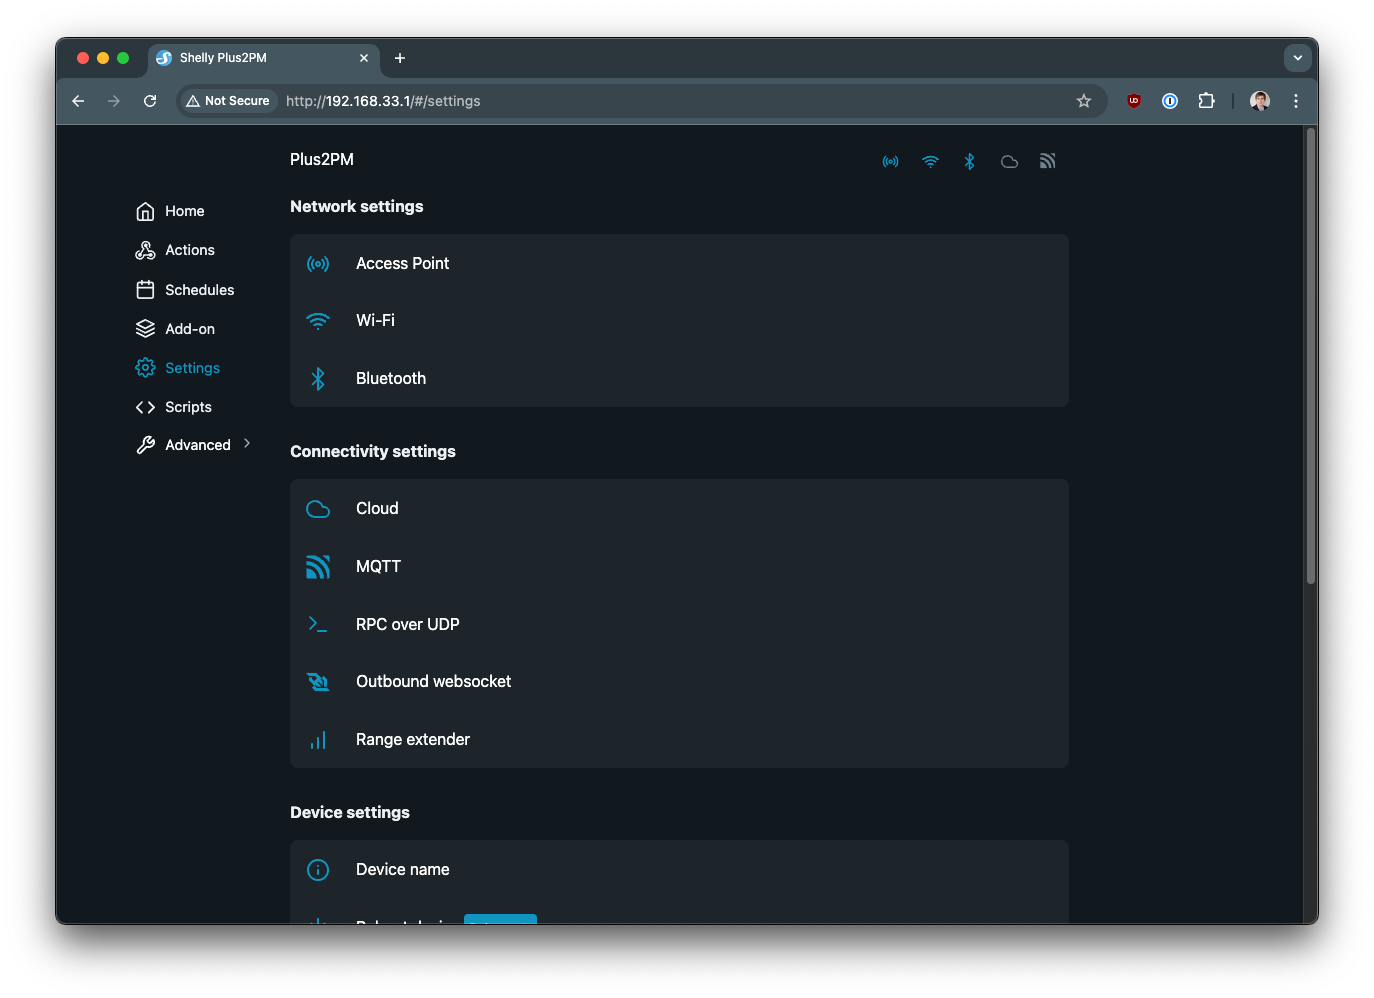 Shelly Plus2PM
Not Secure http://192.168.33.1/#/settings
Plus2PM
Home
Actions
Schedules
Add-on
Settings
Scripts
Advanced
Network settings
Access Point
Wi-Fi
Bluetooth
Connectivity settings
Cloud
MQTT
RPC over UDP
Outbound websocket
Range extender
Device settings
Device name